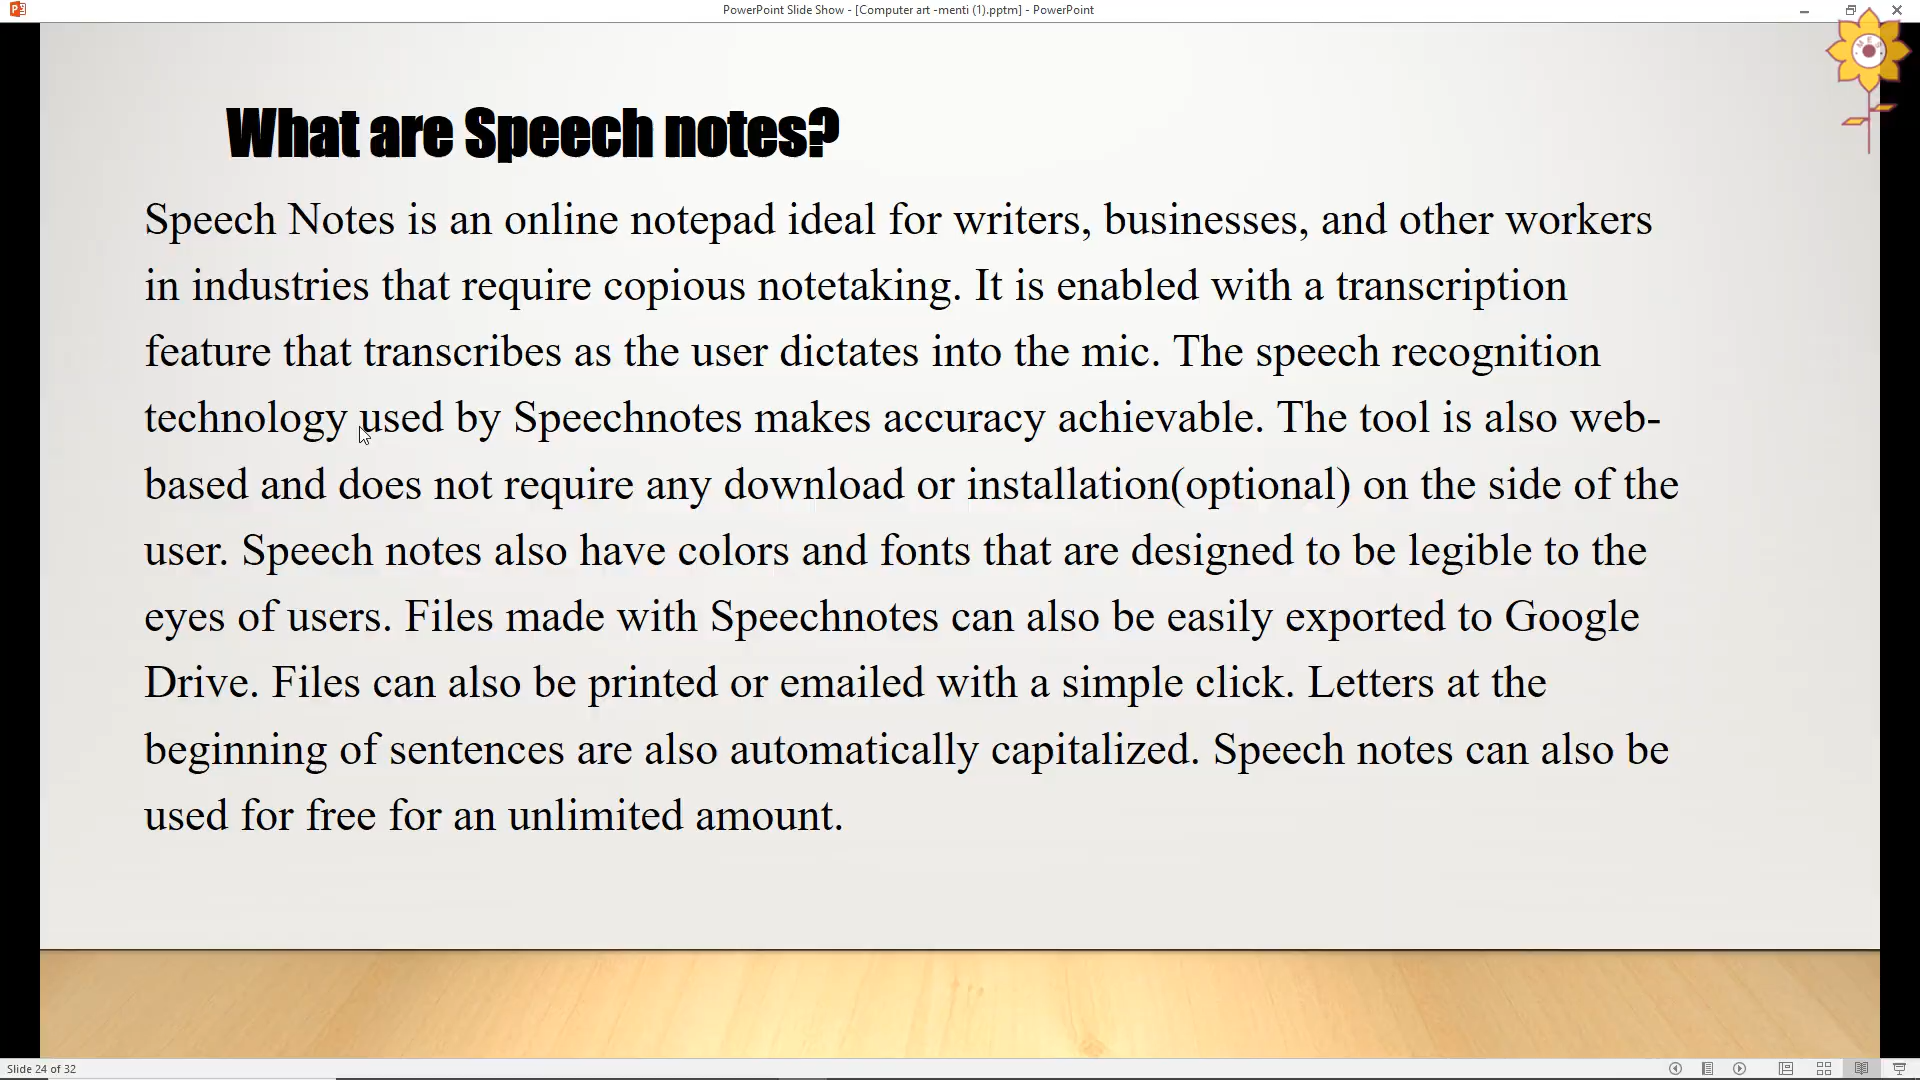 PowerPoint Slide Show - [Computer art -menti (1).pptm] - PowerPoint
MES
What are Speech notes?
Speech Notes is an online notepad ideal for writers, businesses, and other workers
in industries that require copious notetaking. It is enabled with a transcription
feature that transcribes as the user dictates into the mic. The speech recognition
technology used by Speechnotes makes accuracy achievable. The tool is also web-
based and does not require any download or installation(optional) on the side of the
user. Speech notes also have colors and fonts that are designed to be legible to the
eyes of users. Files made with Speechnotes can also be easily exported to Google
Drive. Files can also be printed or emailed with a simple click. Letters at the
beginning of sentences are also automatically capitalized. Speech notes can also be
used for free for an unlimited amount.
Slide 24 of 32